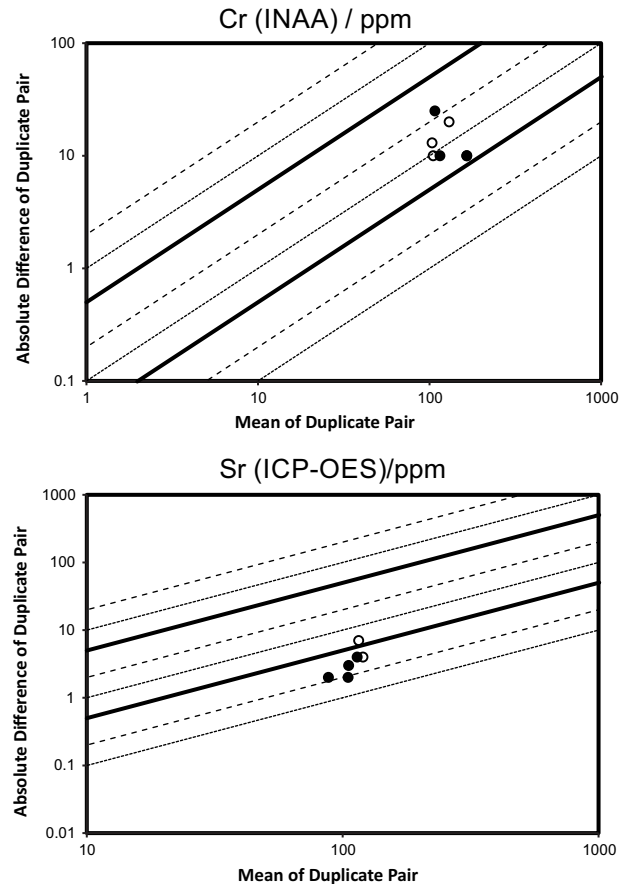 Cr (INAA) / ppm
Absolute Difference of Duplicate Pair
100
10
1
0.1
1 10 100 1000
Mean of Duplicate Pair
Sr (ICP-OES)/ppm
Absolute Difference of Duplicate Pair
1000
100
10
1
0.1
0.01
10 100 1000
Mean of Duplicate Pair